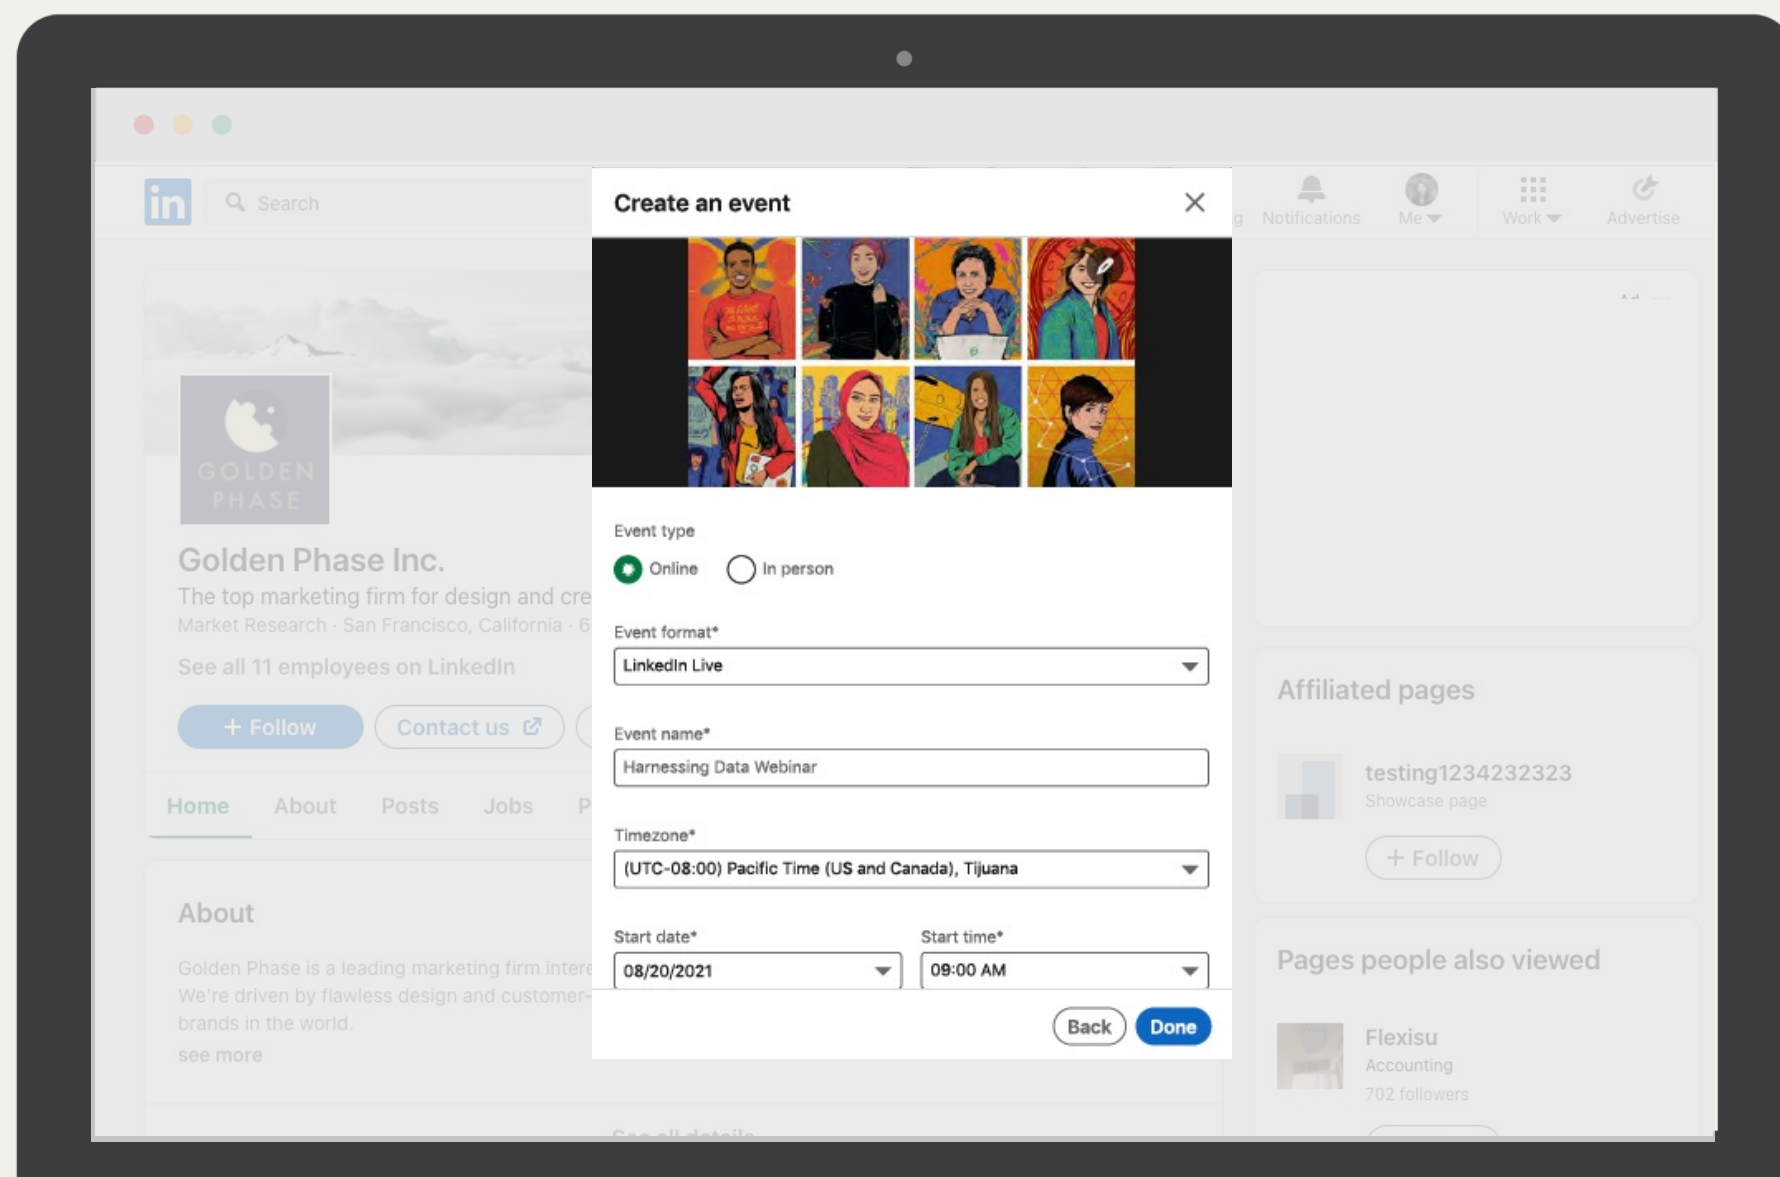 in
Search
g Notifications Me Work Advertise
Create an event
Ad
GOLDEN
PHASE
Golden Phase Inc.
The top marketing firm for design and cre
Market Research · San Francisco, California · 6
See all 11 employees on LinkedIn
+ Follow Contact us
Home About Posts Jobs P
About
Golden Phase is a leading marketing firm intere
We're driven by flawless design and customer-
brands in the world.
see more
Event type
Online In person
Event format*
LinkedIn Live
Event name*
Harnessing Data Webinar
Timezone*
(UTC-08:00) Pacific Time (US and Canada), Tijuana
Start date* Start time*
08/20/2021 09:00 AM
Back Done
See all details
Affiliated pages
testing1234232323
Showcase page
+ Follow
Pages people also viewed
Flexisu
Accounting
702 followers